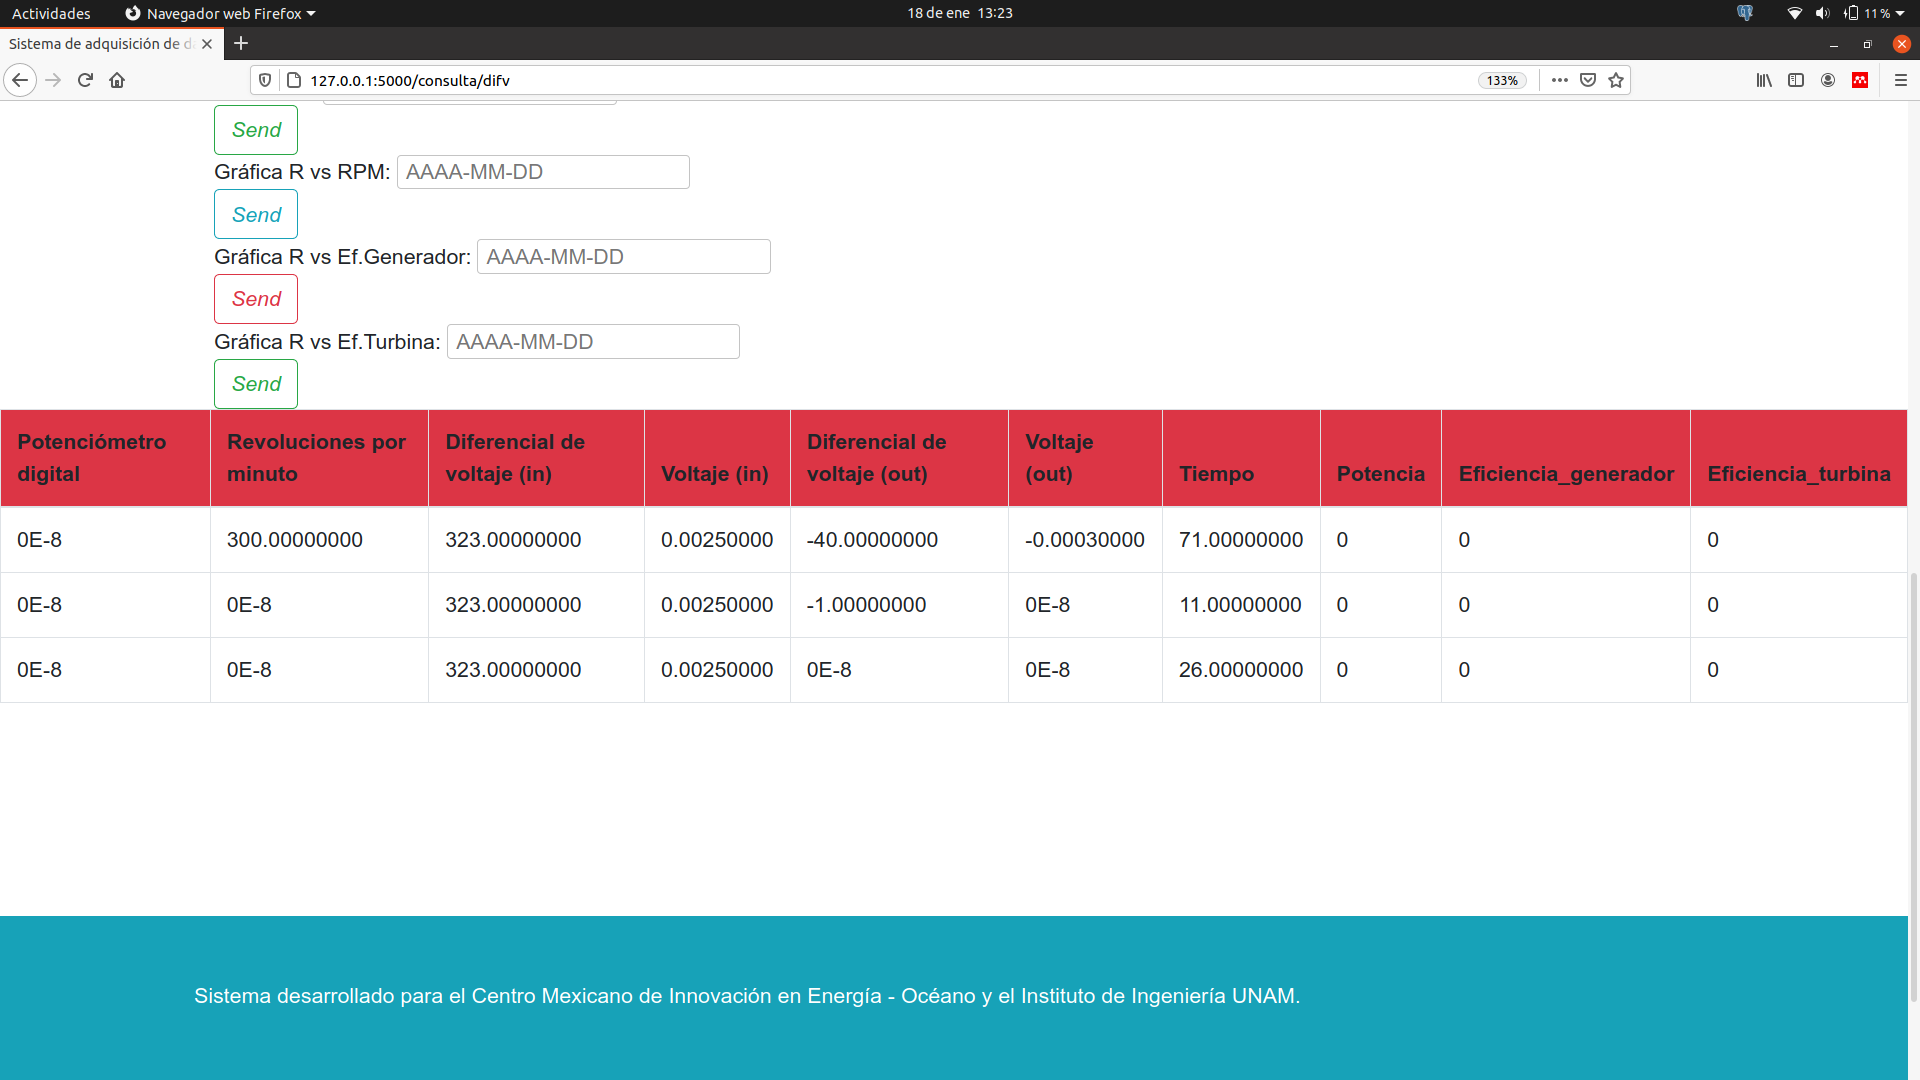 Actividades Navegador web Firefox 18 de ene 13:23 11 %
Sistema de adquisición de d
127.0.0.1:5000/consulta/difv 133%
Send
Gráfica R vs RPM: AAAA-MM-DD
Send
Gráfica R vs Ef.Generador: AAAA-MM-DD
Send
Gráfica R vs Ef.Turbina: AAAA-MM-DD
Send
Potenciómetro digital Revoluciones por minuto Diferencial de voltaje (in) Voltaje (in) Diferencial de voltaje (out) Voltaje (out) Tiempo Potencia Eficiencia_generador Eficiencia_turbina
0E-8 300.00000000 323.00000000 0.00250000 -40.00000000 -0.00030000 71.00000000 0 0 0
0E-8 0E-8 323.00000000 0.00250000 -1.00000000 0E-8 11.00000000 0 0 0
0E-8 0E-8 323.00000000 0.00250000 0E-8 0E-8 26.00000000 0 0 0
Sistema desarrollado para el Centro Mexicano de Innovación en Energía - Océano y el Instituto de Ingeniería UNAM.